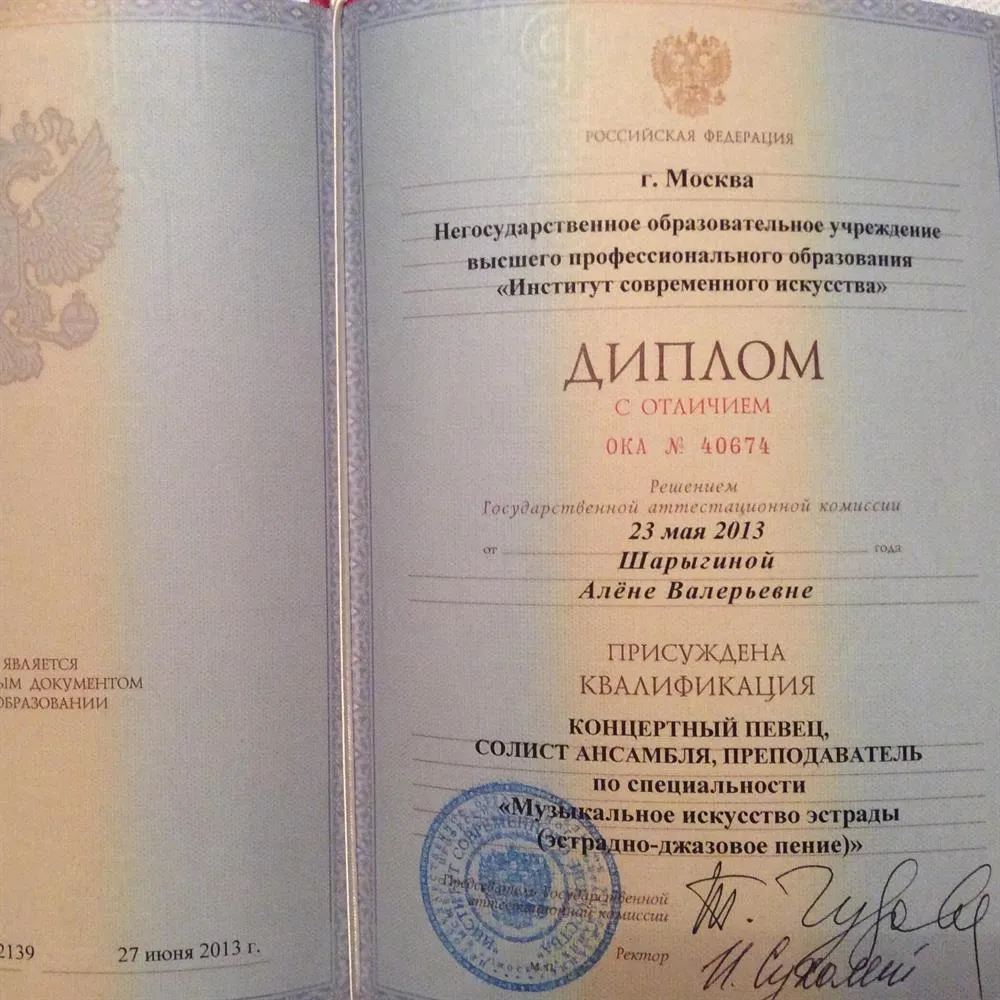 ЯВЛЯЕТСЯ
ЫМ ДОКУМЕНТОМ
ОБРАЗОВАНИИ
2139
27 июня 2013 г.
РОССИЙСКАЯ ФЕДЕРАЦИЯ
г. Москва
Негосударственное образовательное учреждение
высшего профессионального образования
«Институт современного искусства»
ДИПЛОМ
С ОТЛИЧИЕМ
ОКА № 40674
Решением
Государственной аттестационной комиссии
23 мая 2013
от года
Шарыгиной
Алёне Валерьевне
ПРИСУЖДЕНА
КВАЛИФИКАЦИЯ
КОНЦЕРТНЫЙ ПЕВЕЦ,
СОЛИСТ АНСАМБЛЯ, ПРЕПОДАВАТЕЛЬ
по специальности
«Музыкальное искусство эстрады
(эстрадно-джазовое пение)»
Председатель Государственной
аттестационной комиссии
Ректор
М.П.